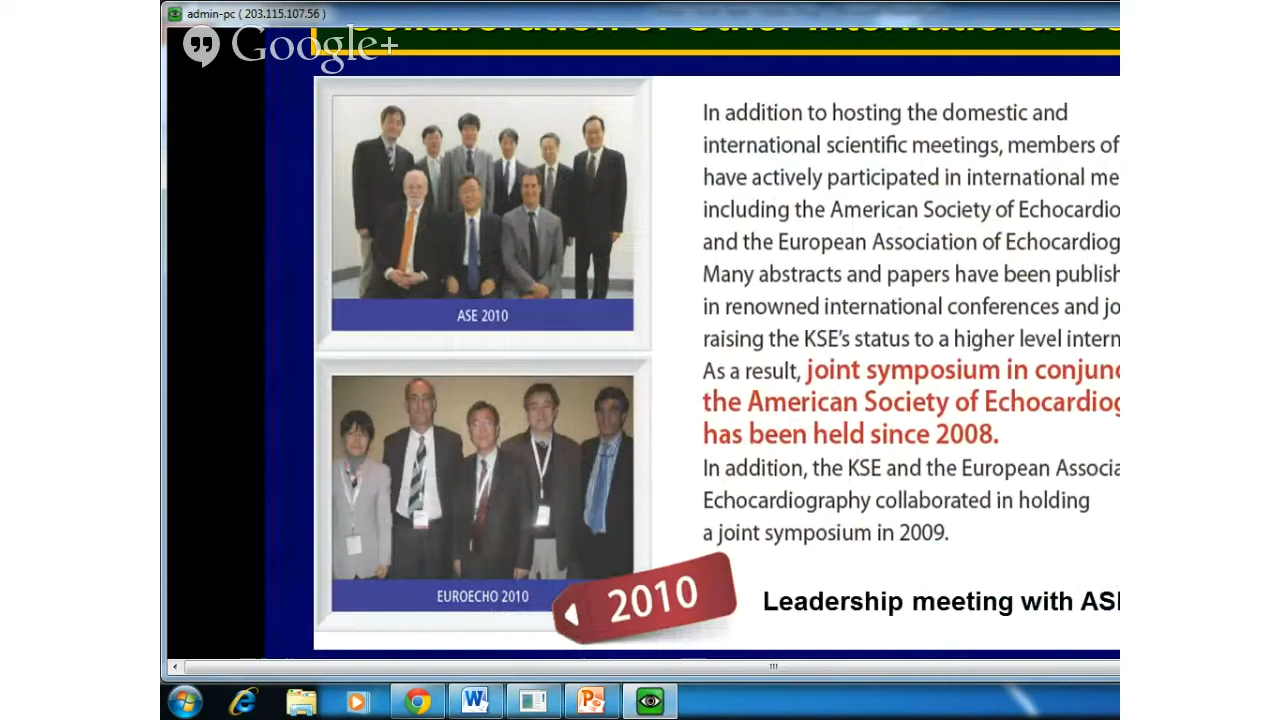 admin-pc ( 203.115.107.56 )
Google+
of Other International
In addition to hosting the domestic and
international scientific meetings, members of
have actively participated in international me
including the American Society of Echocardio
and the European Association of Echocardiog
Many abstracts and papers have been publish
in renowned international conferences and jo
raising the KSE's status to a higher level intern
As a result, joint symposium in conjunc
the American Society of Echocardiog
has been held since 2008.
In addition, the KSE and the European Associa
Echocardiography collaborated in holding
a joint symposium in 2009.
ASE 2010
EUROECHO 2010
2010
Leadership meeting with AS